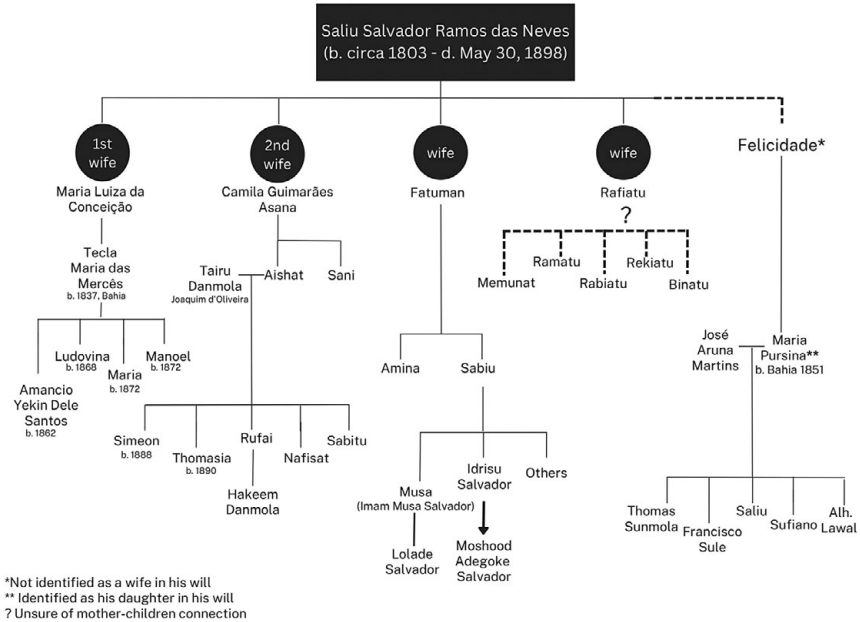 Saliu Salvador Ramos das Neves
(b. circa 1803 - d. May 30, 1898)
1st
wife
Maria Luiza da
Conceição
Tecla
Maria das
Mercês
b. 1837, Bahia
Ludovina
b. 1868
Manoel
b. 1872
Maria
b. 1872
Amancio
Yekin Dele
Santos
b. 1862
2nd
wife
Camila Guimarães
Asana
Tairu
Danmola
Joaquim d'Oliveira
Aishat
Sani
Simeon
b. 1888
Thomasia
b. 1890
Rufai
Nafisat
Sabitu
Hakeem
Danmola
wife
Fatuman
Amina
Sabiu
Musa
(Imam Musa Salvador)
Idrisu
Salvador
Others
Lolade
Salvador
Moshood
Adegoke
Salvador
wife
Rafiatu
?
Memunat
Ramatu
Rabiatu
Rekiatu
Binatu
Felicidade*
José
Aruna
Martins
Maria
Pursina**
b. Bahia 1851
Thomas
Sunmola
Francisco
Sule
Saliu
Sufiano
Alh.
Lawal
*Not identified as a wife in his will
** Identified as his daughter in his will
? Unsure of mother-children connection